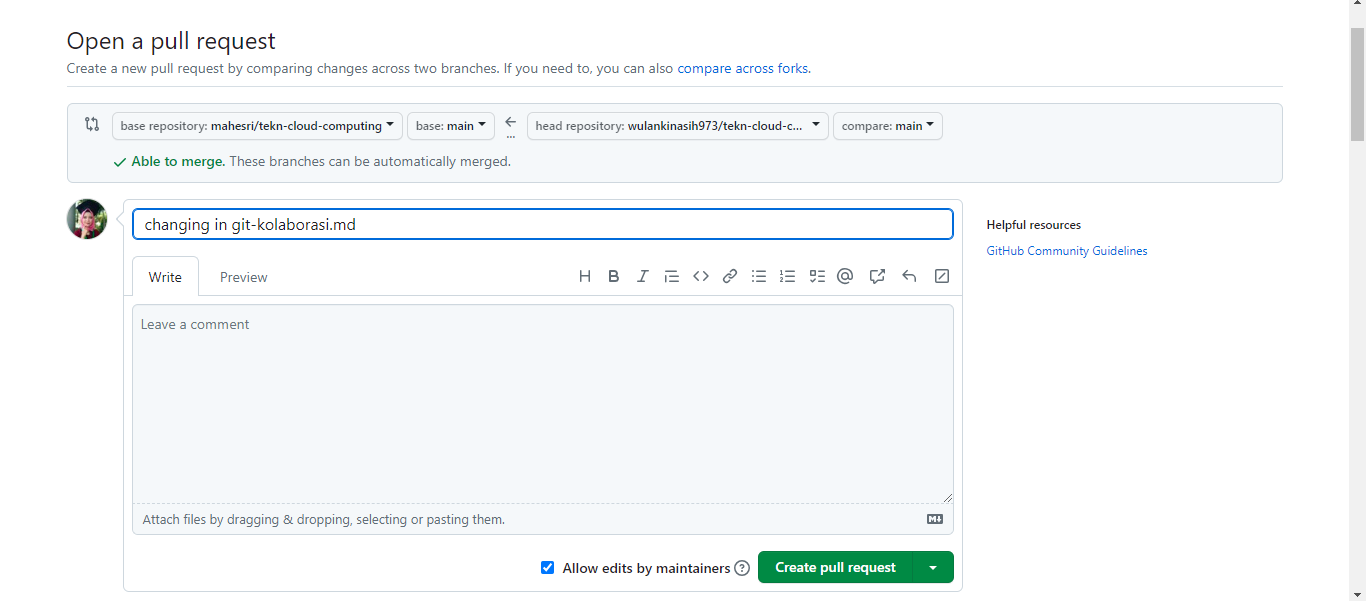 Open a pull request
Create a new pull request by comparing changes across two branches. If you need to, you can also compare across forks.
base repository: mahesri/tekn-cloud-computing base: main ... head repository: wulankinasih973/tekn-cloud-c... compare: main
Able to merge. These branches can be automatically merged.
changing in git-kolaborasi.md
Helpful resources
GitHub Community Guidelines
Write Preview H B I @
Leave a comment
Attach files by dragging & dropping, selecting or pasting them.
Allow edits by maintainers ? Create pull request